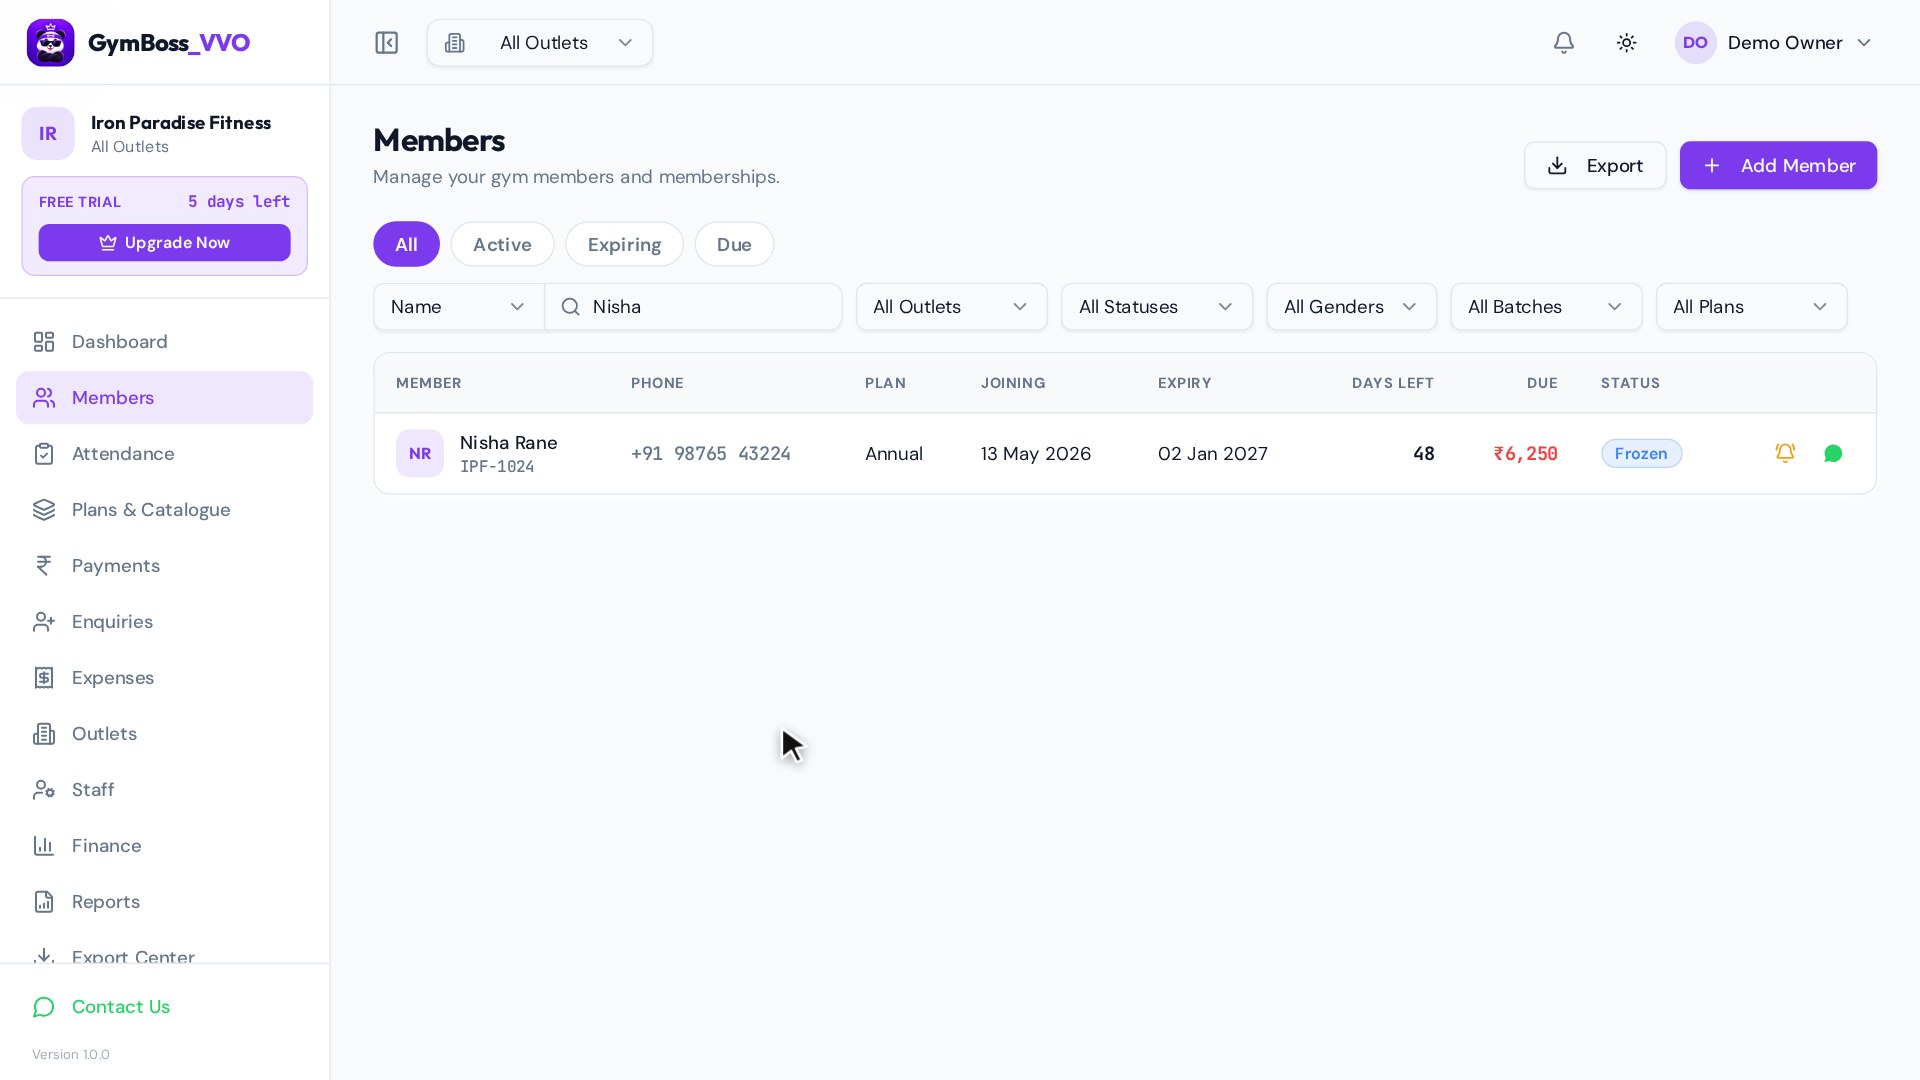 GymBoss_VVO
All Outlets
DO Demo Owner
IR
Iron Paradise Fitness
All Outlets
FREE TRIAL 5 days left
Upgrade Now
Dashboard
Members
Attendance
Plans & Catalogue
Payments
Enquiries
Expenses
Outlets
Staff
Finance
Reports
Export Center
Contact Us
Version 1.0.0
Members
Manage your gym members and memberships.
Export
Add Member
All Active Expiring Due
Name Nisha All Outlets All Statuses All Genders All Batches All Plans
MEMBER PHONE PLAN JOINING EXPIRY DAYS LEFT DUE STATUS
NR Nisha Rane +91 98765 43224 Annual 13 May 2026 02 Jan 2027 48 ₹6,250 Frozen
IPF-1024